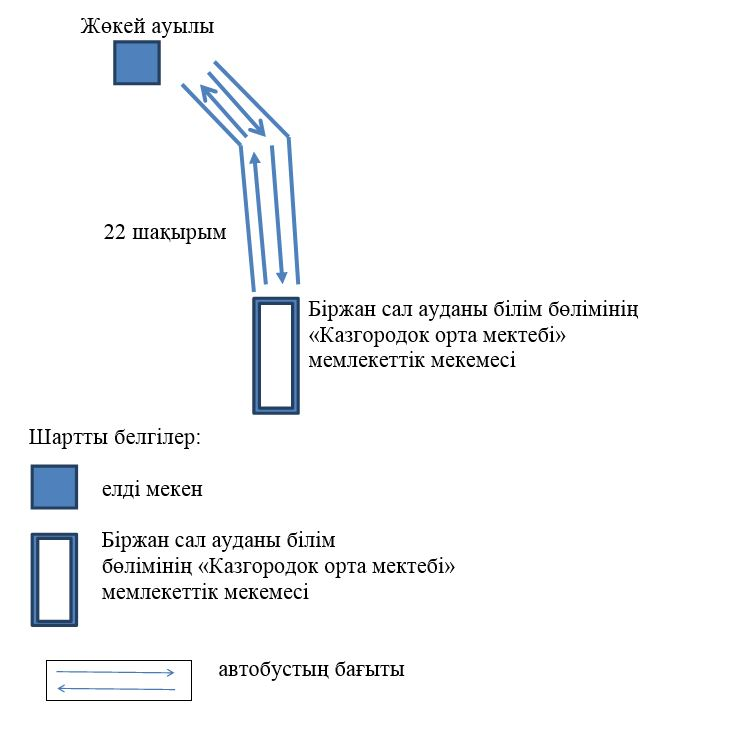 Жөкей ауылы
22 шақырым
Біржан сал ауданы білім бөлімінің
«Казгородок орта мектебі»
мемлекеттік мекемесі
Шартты белгілер:
елді мекен
Біржан сал ауданы білім
бөлімінің «Казгородок орта мектебі»
мемлекеттік мекемесі
автобустың бағыты